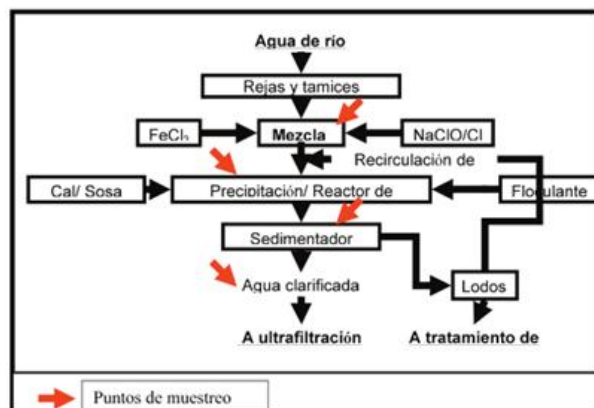 Agua de río
Rejas y tamices
FeCl₃ Mezcla NaClO/Cl
Recirculación de
Cal/ Sosa Precipitación/ Reactor de Floculante
Sedimentador
Agua clarificada Lodos
A ultrafiltración A tratamiento de
Puntos de muestreo